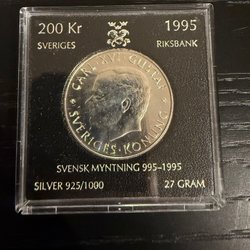 200 Kr 1995
SVERIGES RIKSBANK
CARL·XVI·GUSTAF
SVERIGES·KONUNG
SVENSK MYNTNING 995-1995
SILVER 925/1000 27 GRAM